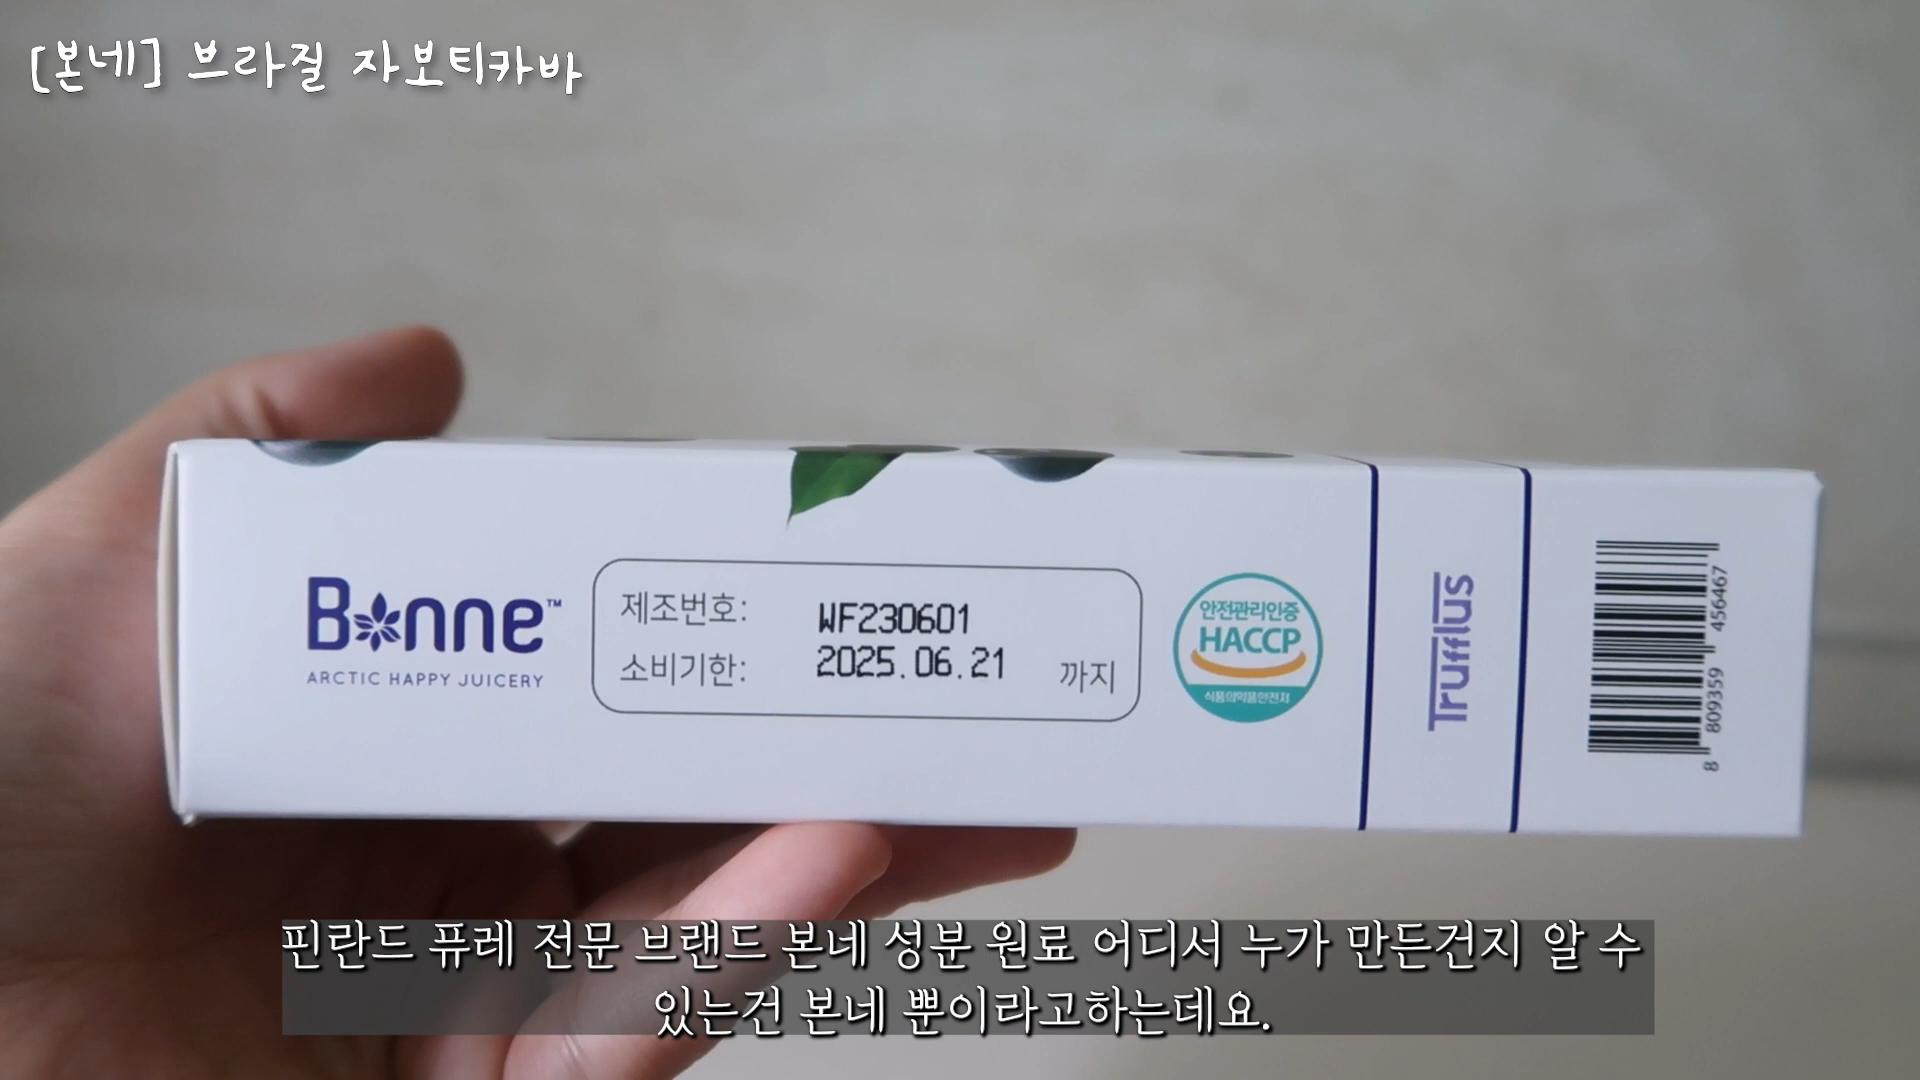 [본네] 브라질 자보티카바
Bonne™
ARCTIC HAPPY JUICERY
제조번호: WF230601
소비기한: 2025.06.21 까지
안전관리인증
HACCP
식품의약품안전처
Trufflus
8 809359 456467
핀란드 퓨레 전문 브랜드 본네 성분 원료 어디서 누가 만든건지 알 수
있는건 본네 뿐이라고하는데요.